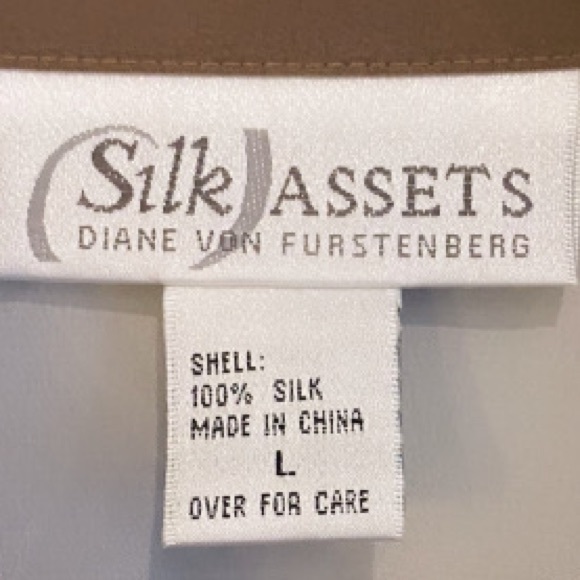 Silk ASSETS
DIANE VON FURSTENBERG
SHELL:
100% SILK
MADE IN CHINA
L
OVER FOR CARE